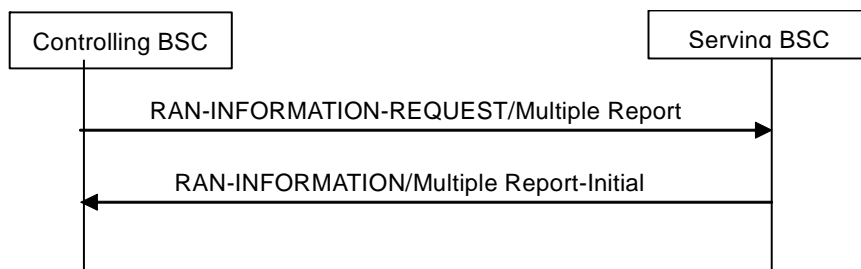 Controlling BSC
Serving BSC
RAN-INFORMATION-REQUEST/Multiple Report
RAN-INFORMATION/Multiple Report-Initial